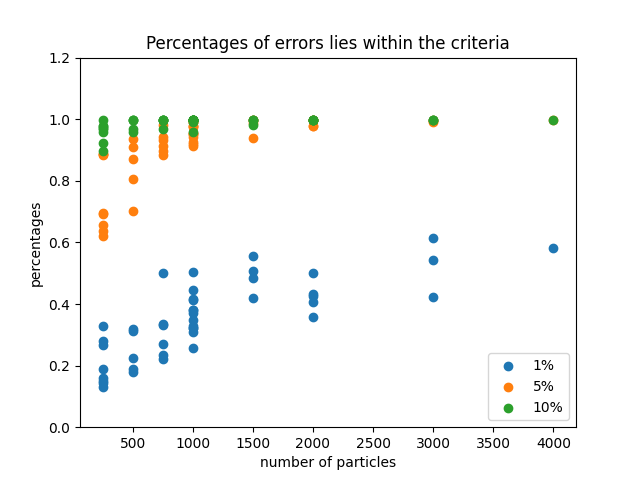 Percentages of errors lies within the criteria
1.2
1.0
0.8
0.6
0.4
0.2
0.0
percentages
500 1000 1500 2000 2500 3000 3500 4000
number of particles
1%
5%
10%